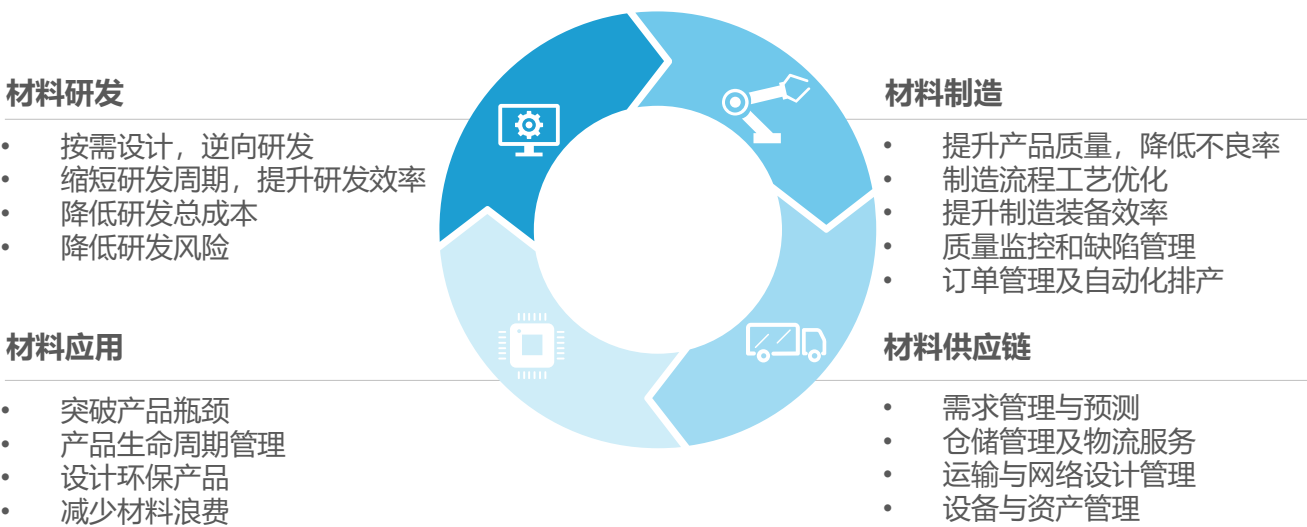 材料研发
• 按需设计，逆向研发
• 缩短研发周期，提升研发效率
• 降低研发总成本
• 降低研发风险
材料制造
• 提升产品质量，降低不良率
• 制造流程工艺优化
• 提升制造装备效率
• 质量监控和缺陷管理
• 订单管理及自动化排产
材料应用
• 突破产品瓶颈
• 产品生命周期管理
• 设计环保产品
• 减少材料浪费
材料供应链
• 需求管理与预测
• 仓储管理及物流服务
• 运输与网络设计管理
• 设备与资产管理